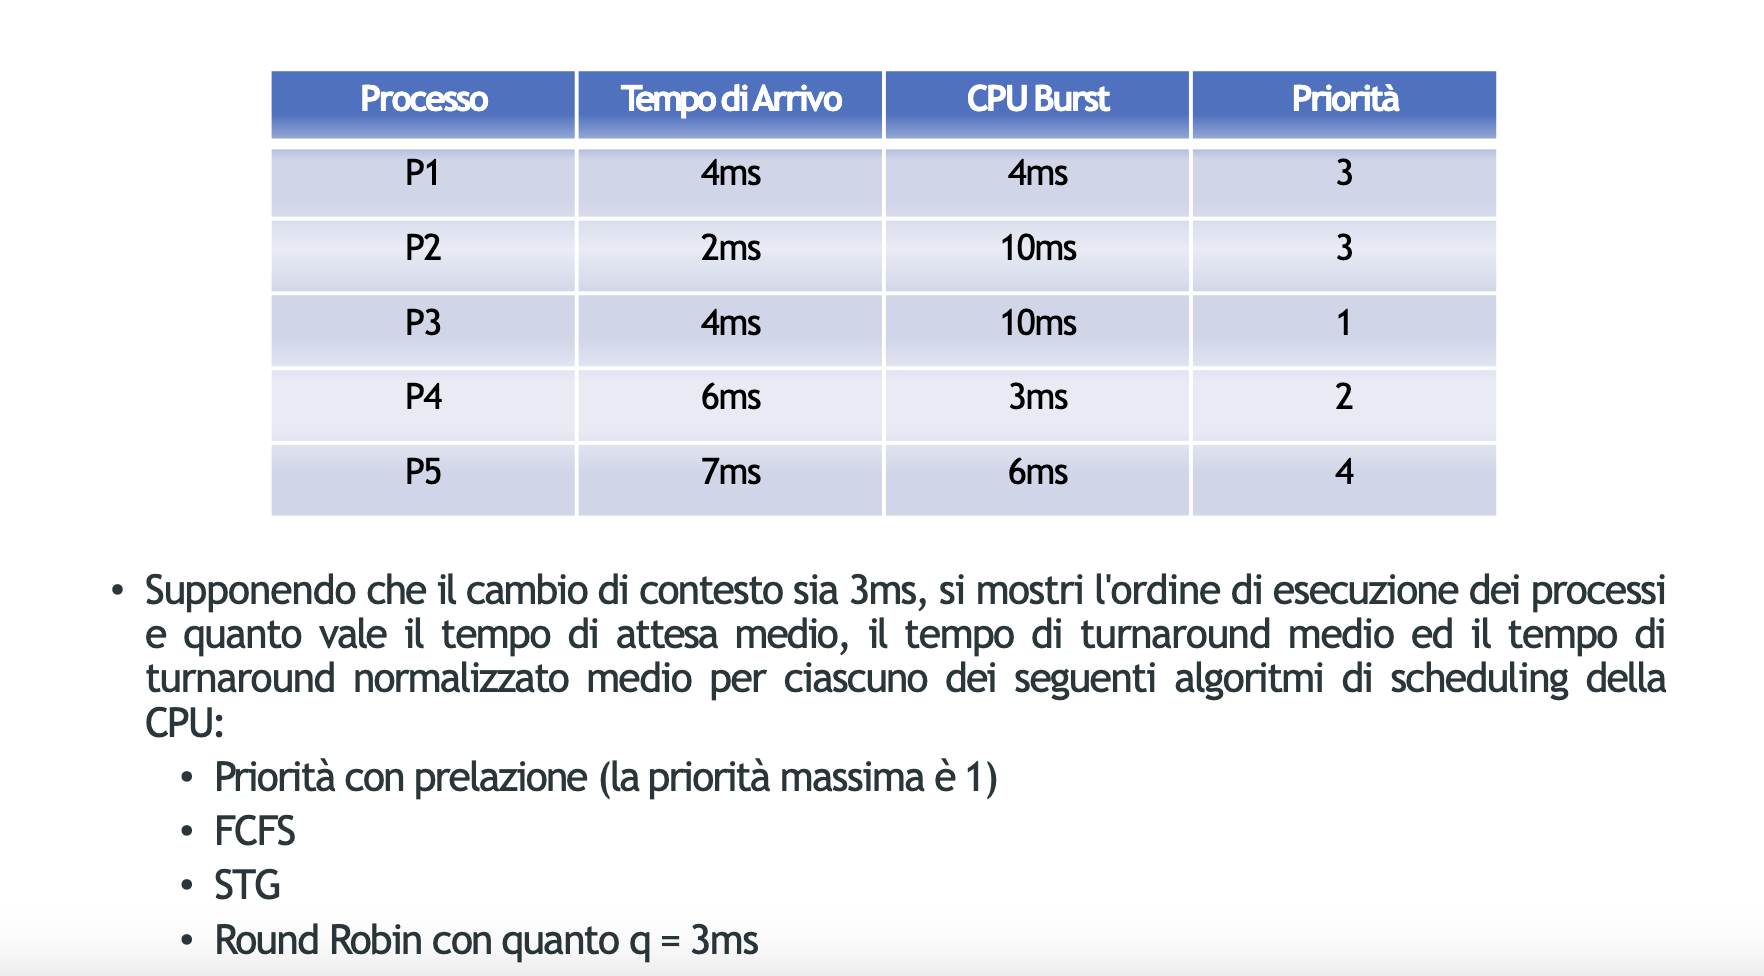 Processo Tempo di Arrivo CPU Burst Priorità
P1 4ms 4ms 3
P2 2ms 10ms 3
P3 4ms 10ms 1
P4 6ms 3ms 2
P5 7ms 6ms 4
• Supponendo che il cambio di contesto sia 3ms, si mostri l'ordine di esecuzione dei processi
e quanto vale il tempo di attesa medio, il tempo di turnaround medio ed il tempo di
turnaround normalizzato medio per ciascuno dei seguenti algoritmi di scheduling della
CPU:
• Priorità con prelazione (la priorità massima è 1)
• FCFS
• STG
• Round Robin con quanto q = 3ms